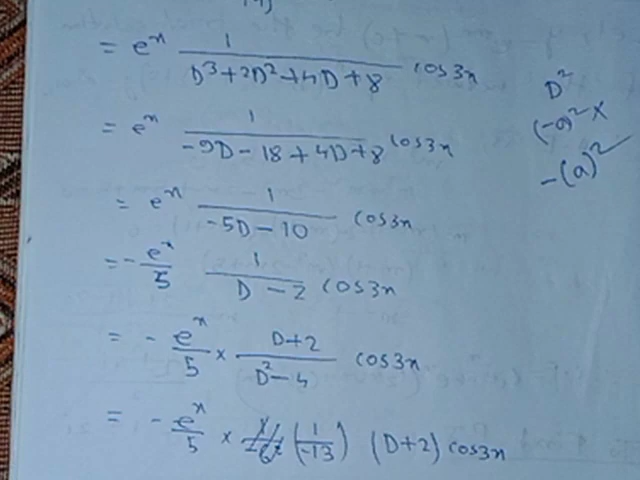 = e^x 1/(D³+2D²+4D+8) cos3x
D²
(-a)² ×
= e^x 1/(-9D-18+4D+8) cos3x
-(a)²
= e^x 1/(-5D-10) cos3x
= - e^x/5 1/(D-2) cos3x
= - e^x/5 × (D+2)/(D²-4) cos3x
= - e^x/5 × (1/-13) (D+2) cos3x